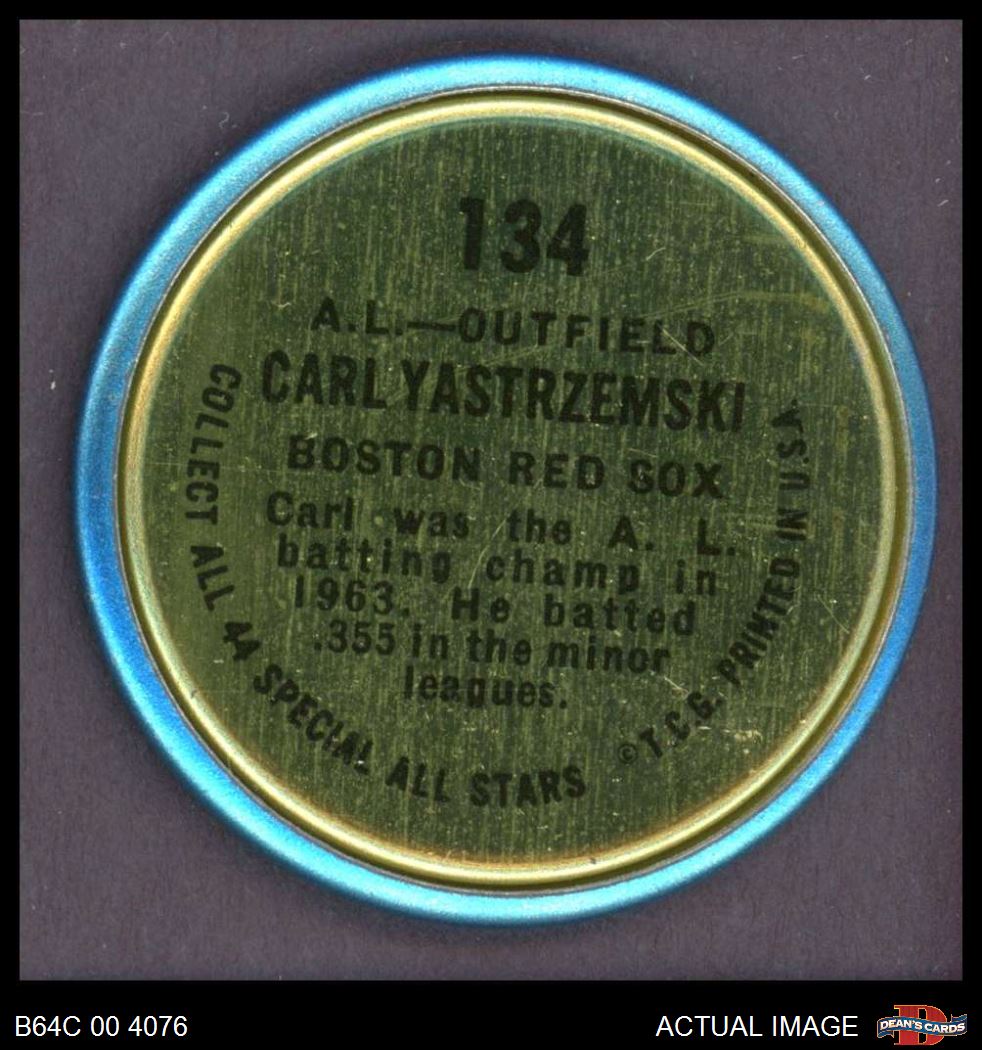 134
A.L.—OUTFIELD
CARL YASTRZEMSKI
BOSTON RED SOX
Carl was the A. L.
batting champ in
1963. He batted
.355 in the minor
leagues.
COLLECT ALL 44 SPECIAL ALL STARS
© T.C.G. PRINTED IN U.S.A.
B64C 00 4076
ACTUAL IMAGE
DEAN'S CARDS